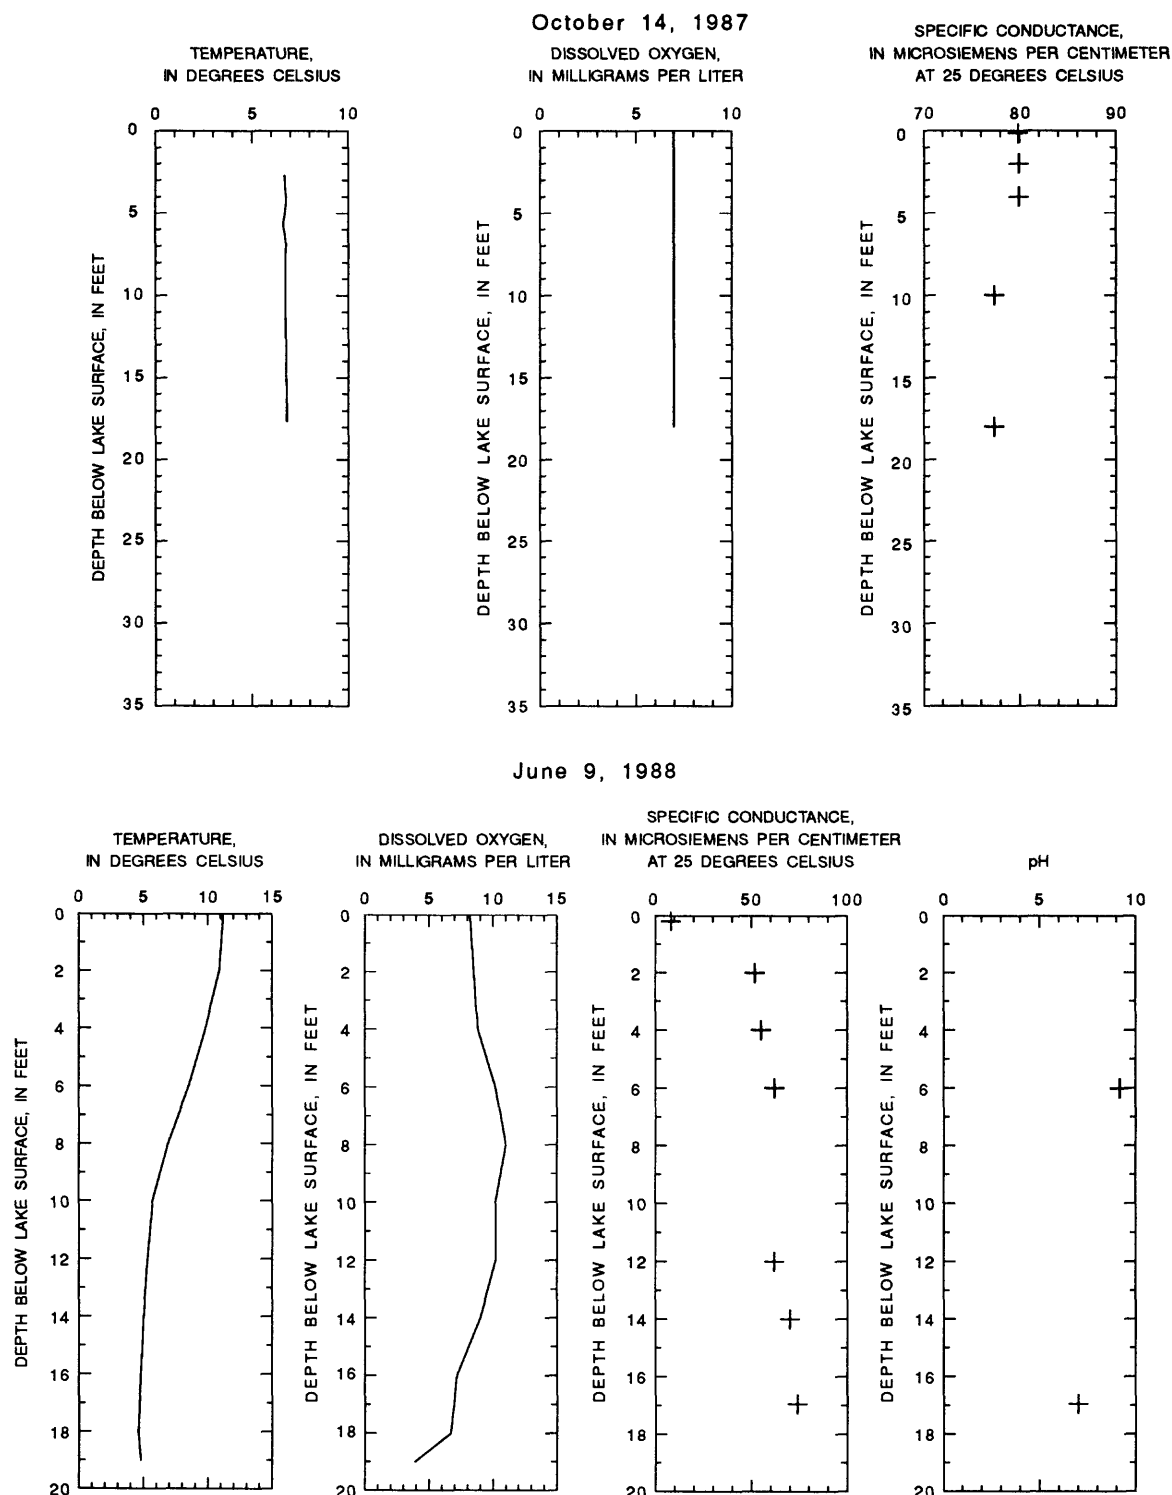 October 14, 1987
TEMPERATURE,
IN DEGREES CELSIUS
0 5 10
0
5
10
15
20
25
30
35
DEPTH BELOW LAKE SURFACE, IN FEET
DISSOLVED OXYGEN,
IN MILLIGRAMS PER LITER
0 5 10
0
5
10
15
20
25
30
35
DEPTH BELOW LAKE SURFACE, IN FEET
SPECIFIC CONDUCTANCE,
IN MICROSIEMENS PER CENTIMETER
AT 25 DEGREES CELSIUS
70 80 90
0
5
10
15
20
25
30
35
DEPTH BELOW LAKE SURFACE, IN FEET
June 9, 1988
TEMPERATURE,
IN DEGREES CELSIUS
0 5 10 15
0
2
4
6
8
10
12
14
16
18
20
DEPTH BELOW LAKE SURFACE, IN FEET
DISSOLVED OXYGEN,
IN MILLIGRAMS PER LITER
0 5 10 15
0
2
4
6
8
10
12
14
16
18
20
DEPTH BELOW LAKE SURFACE, IN FEET
SPECIFIC CONDUCTANCE,
IN MICROSIEMENS PER CENTIMETER
AT 25 DEGREES CELSIUS
0 50 100
0
2
4
6
8
10
12
14
16
18
20
DEPTH BELOW LAKE SURFACE, IN FEET
pH
0 5 10
0
2
4
6
8
10
12
14
16
18
20
DEPTH BELOW LAKE SURFACE, IN FEET